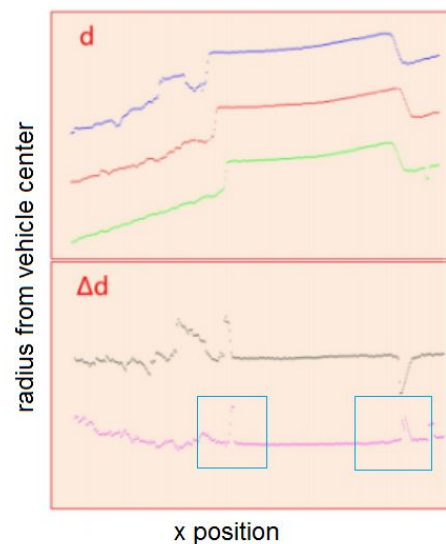 d
Δd
radius from vehicle center
x position